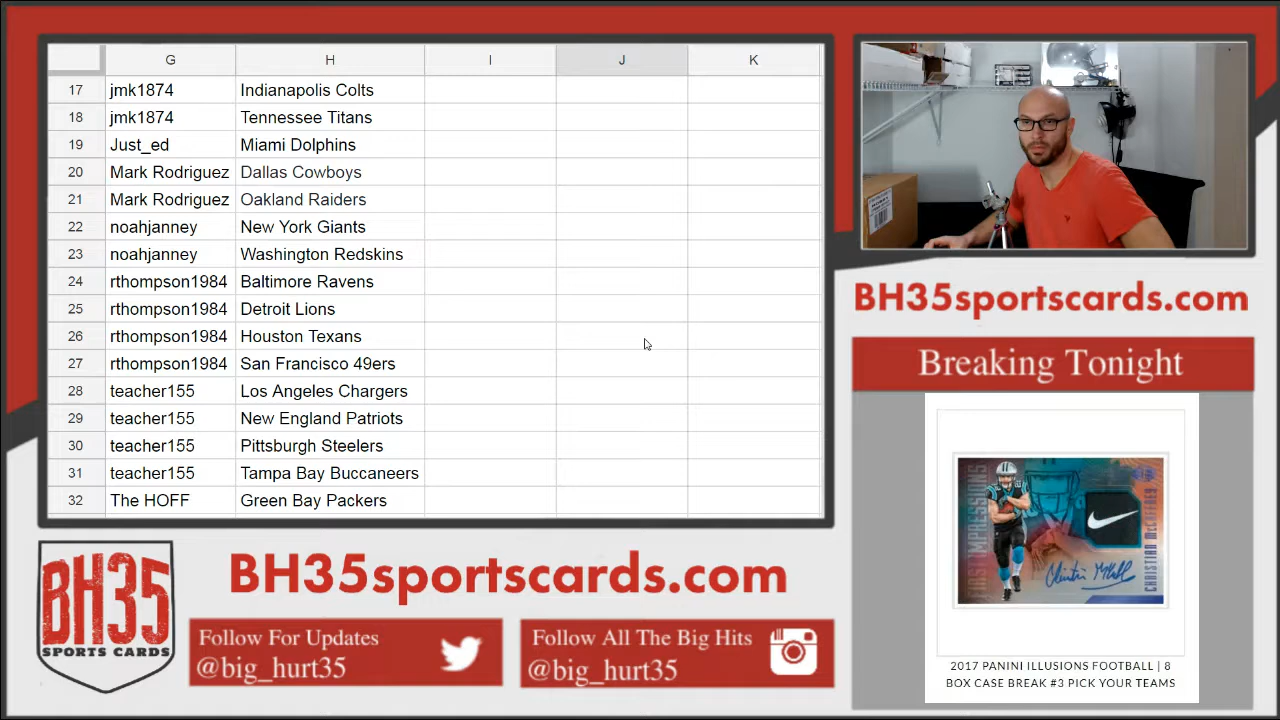 G H I J K
17 jmk1874 Indianapolis Colts
18 jmk1874 Tennessee Titans
19 Just_ed Miami Dolphins
20 Mark Rodriguez Dallas Cowboys
21 Mark Rodriguez Oakland Raiders
22 noahjanney New York Giants
23 noahjanney Washington Redskins
24 rthompson1984 Baltimore Ravens
25 rthompson1984 Detroit Lions
26 rthompson1984 Houston Texans
27 rthompson1984 San Francisco 49ers
28 teacher155 Los Angeles Chargers
29 teacher155 New England Patriots
30 teacher155 Pittsburgh Steelers
31 teacher155 Tampa Bay Buccaneers
32 The HOFF Green Bay Packers
BH35sportscards.com
Breaking Tonight
FIRST IMPRESSIONS
CHRISTIAN McCAFFREY
2017 PANINI ILLUSIONS FOOTBALL | 8
BOX CASE BREAK #3 PICK YOUR TEAMS
BH35
SPORTS CARDS
BH35sportscards.com
Follow For Updates
@big_hurt35
Follow All The Big Hits
@big_hurt35